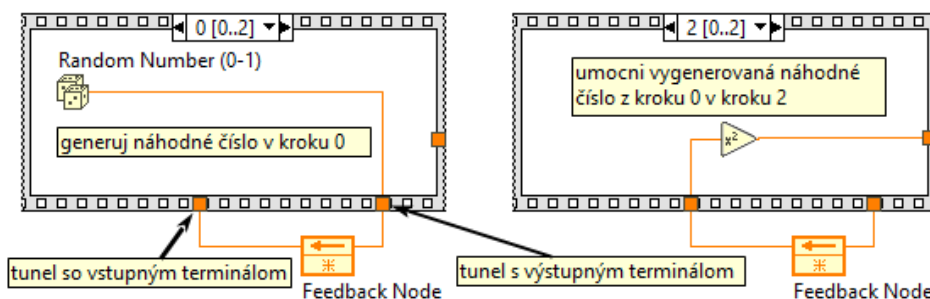 0 [0..2]
Random Number (0-1)
generuj náhodné číslo v kroku 0
tunel so vstupným terminálom
Feedback Node
tunel s výstupným terminálom
2 [0..2]
umocni vygenerovaná náhodné
číslo z kroku 0 v kroku 2
x²
Feedback Node